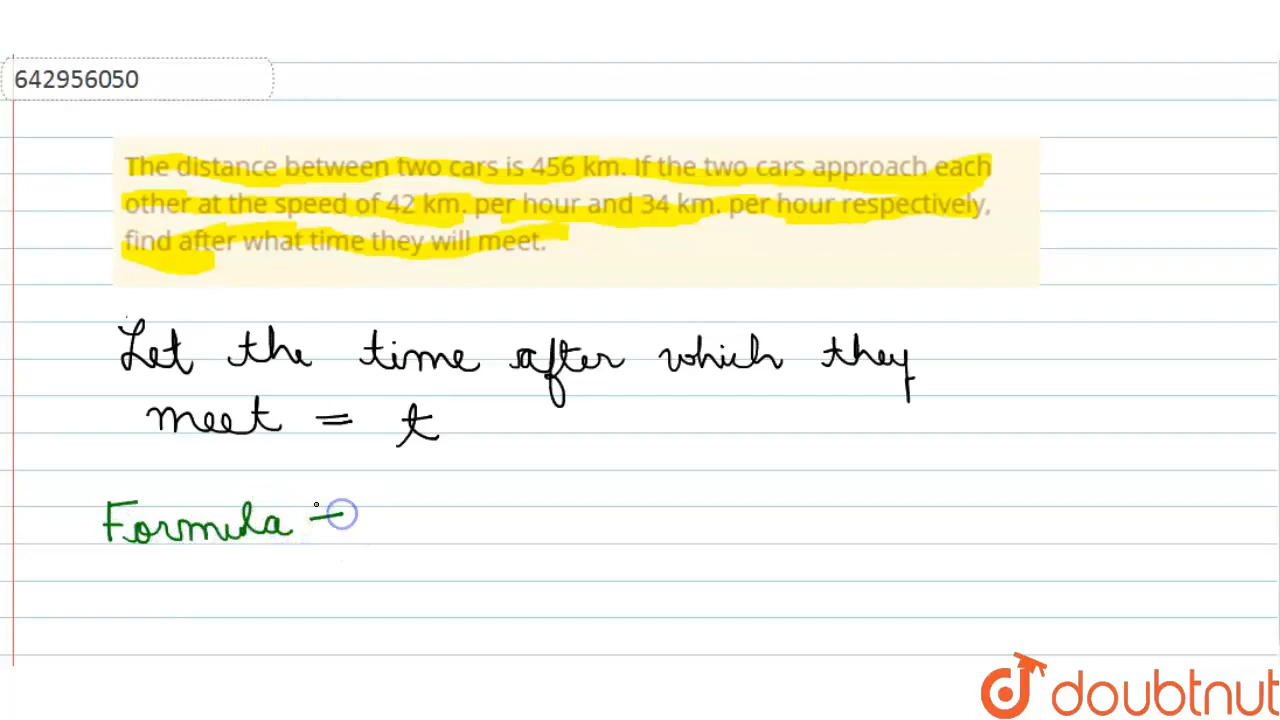 642956050
The distance between two cars is 456 km. If the two cars approach each
other at the speed of 42 km. per hour and 34 km. per hour respectively,
find after what time they will meet.
Let the time after which they
meet = t
Formula -
doubtnut